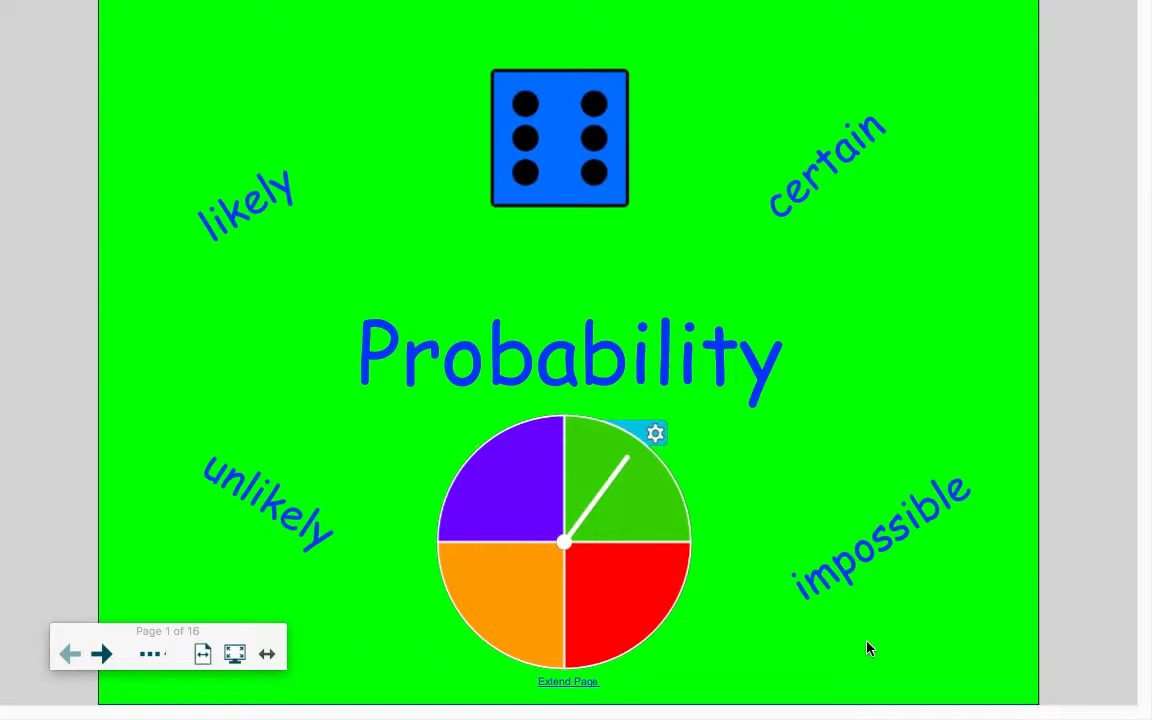 likely
certain
Probability
unlikely
impossible
Page 1 of 16
Extend Page